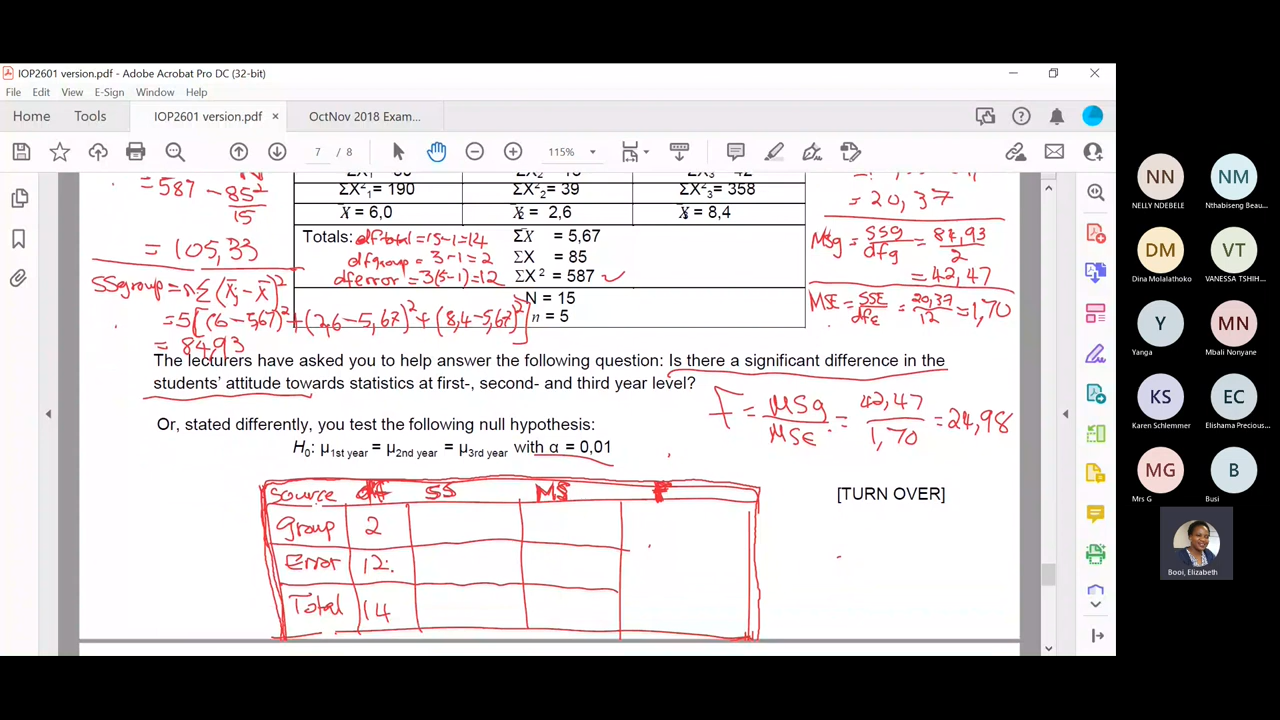 IOP2601 version.pdf - Adobe Acrobat Pro DC (32-bit)
File Edit View E-Sign Window Help
Home Tools IOP2601 version.pdf × OctNov 2018 Exam...
7 / 8 115%
= 587 - 85²
15
= 105,33
ΣX²₁= 190 ΣX²₂= 39 ΣX²₃= 358
X̄= 6,0 X̄= 2,6 X̄= 8,4
Totals: dftotal = 15-1=14 ΣX̄ = 5,67
dfgroup = 3-1=2 ΣX = 85
dferror = 3(5-1)=12 ΣX² = 587 ✓
N = 15
n = 5
SSgroup = nΣ(X̄j - X̄)²
= 5[(6-5,67)² + (2,6-5,67)² + (8,4-5,67)²]
= 84,93
= 20,37
MSg = SSg = 84,93
dfg 2
= 42,47
MSE = SSE = 20,37 = 1,70
dfE 12
The lecturers have asked you to help answer the following question: Is there a significant difference in the
students' attitude towards statistics at first-, second- and third year level?
F = MSg = 42,47 = 24,98
MSE 1,70
Or, stated differently, you test the following null hypothesis:
H₀: µ1st year = µ2nd year = µ3rd year with α = 0,01
Source df SS MS F
Group 2
Error 12
Total 14
[TURN OVER]
NN NM
NELLY NDEBELE Nthabiseng Beau...
DM VT
Dina Molalathoko VANESSA TSHIH...
Y MN
Yanga Mbali Nonyane
KS EC
Karen Schlemmer Elishama Precious...
MG B
Mrs G Busi
Booi, Elizabeth